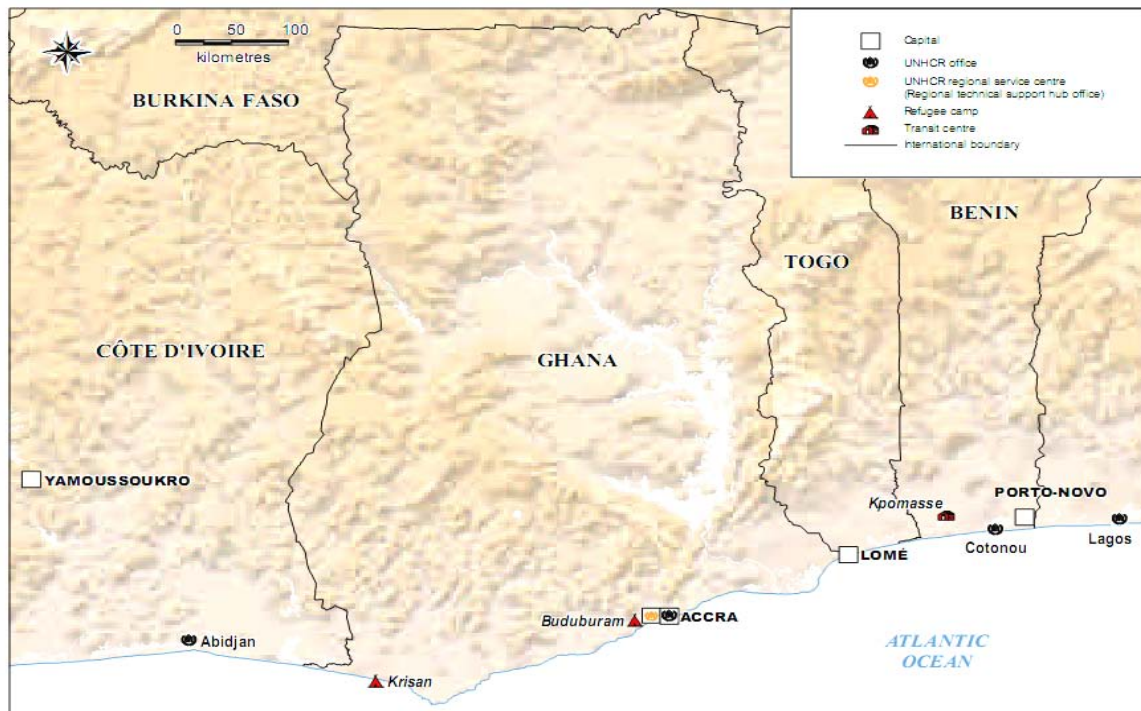 0 50 100
kilometres
Capital
UNHCR office
UNHCR regional service centre
(Regional technical support hub office)
Refugee camp
Transit centre
International boundary
BURKINA FASO
BENIN
TOGO
CÔTE D'IVOIRE
GHANA
YAMOUSSOUKRO
PORTO-NOVO
Kpomasse
Cotonou
Lagos
LOMÉ
Buduburam
ACCRA
Abidjan
ATLANTIC
OCEAN
Krisan